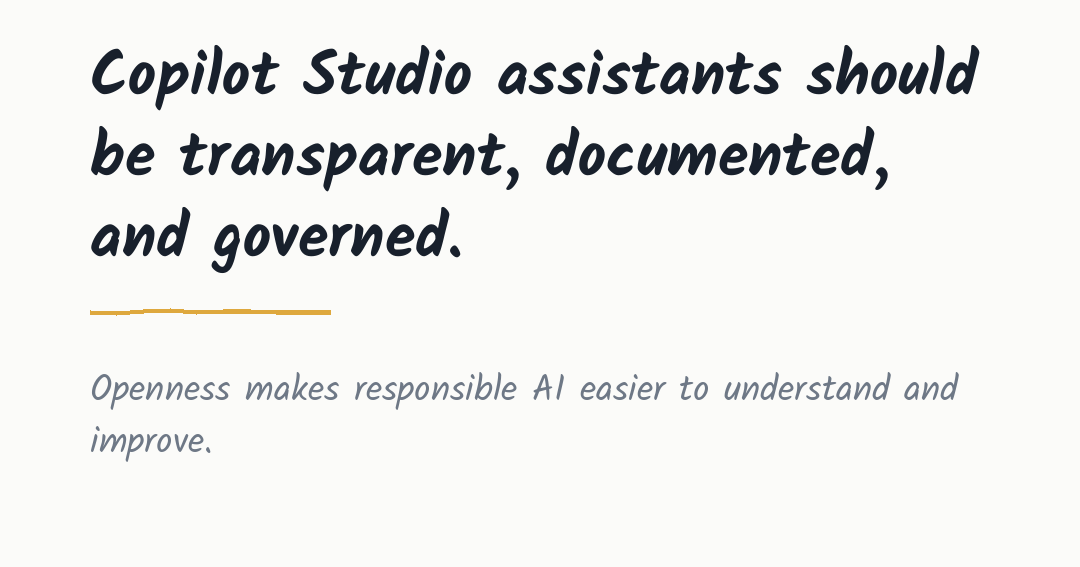 Copilot Studio assistants should
be transparent, documented,
and governed.
Openness makes responsible AI easier to understand and
improve.